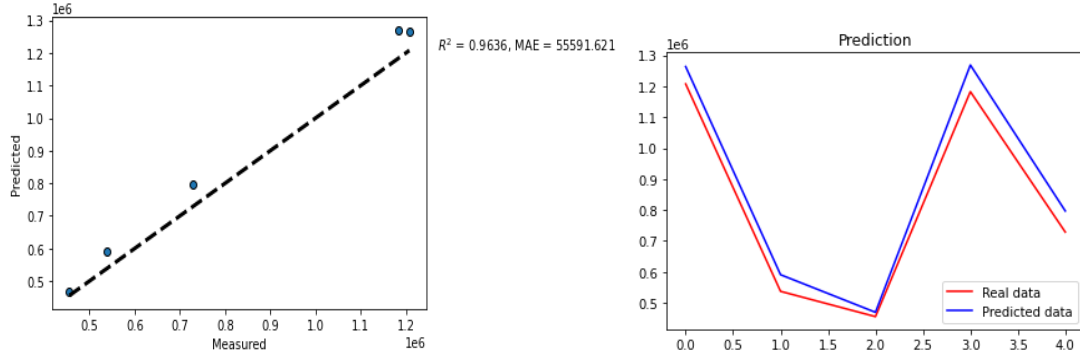 1e6
1.3
1.2
1.1
1.0
0.9
0.8
0.7
0.6
0.5
Predicted
0.5 0.6 0.7 0.8 0.9 1.0 1.1 1.2
Measured
1e6
R² = 0.9636, MAE = 55591.621
Prediction
1e6
1.3
1.2
1.1
1.0
0.9
0.8
0.7
0.6
0.5
0.0 0.5 1.0 1.5 2.0 2.5 3.0 3.5 4.0
Real data
Predicted data